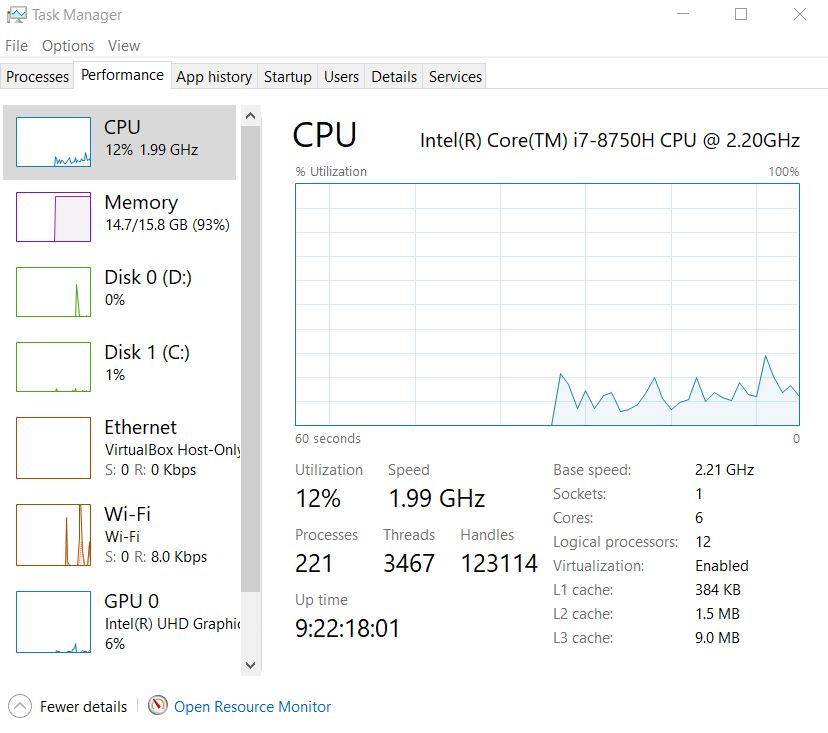 Task Manager
File Options View
Processes Performance App history Startup Users Details Services
CPU
12% 1.99 GHz
Memory
14.7/15.8 GB (93%)
Disk 0 (D:)
0%
Disk 1 (C:)
1%
Ethernet
VirtualBox Host-Only
S: 0 R: 0 Kbps
Wi-Fi
Wi-Fi
S: 0 R: 8.0 Kbps
GPU 0
Intel(R) UHD Graphic
6%
CPU Intel(R) Core(TM) i7-8750H CPU @ 2.20GHz
% Utilization 100%
60 seconds 0
Utilization Speed
12% 1.99 GHz
Processes Threads Handles
221 3467 123114
Up time
9:22:18:01
Base speed: 2.21 GHz
Sockets: 1
Cores: 6
Logical processors: 12
Virtualization: Enabled
L1 cache: 384 KB
L2 cache: 1.5 MB
L3 cache: 9.0 MB
Fewer details Open Resource Monitor